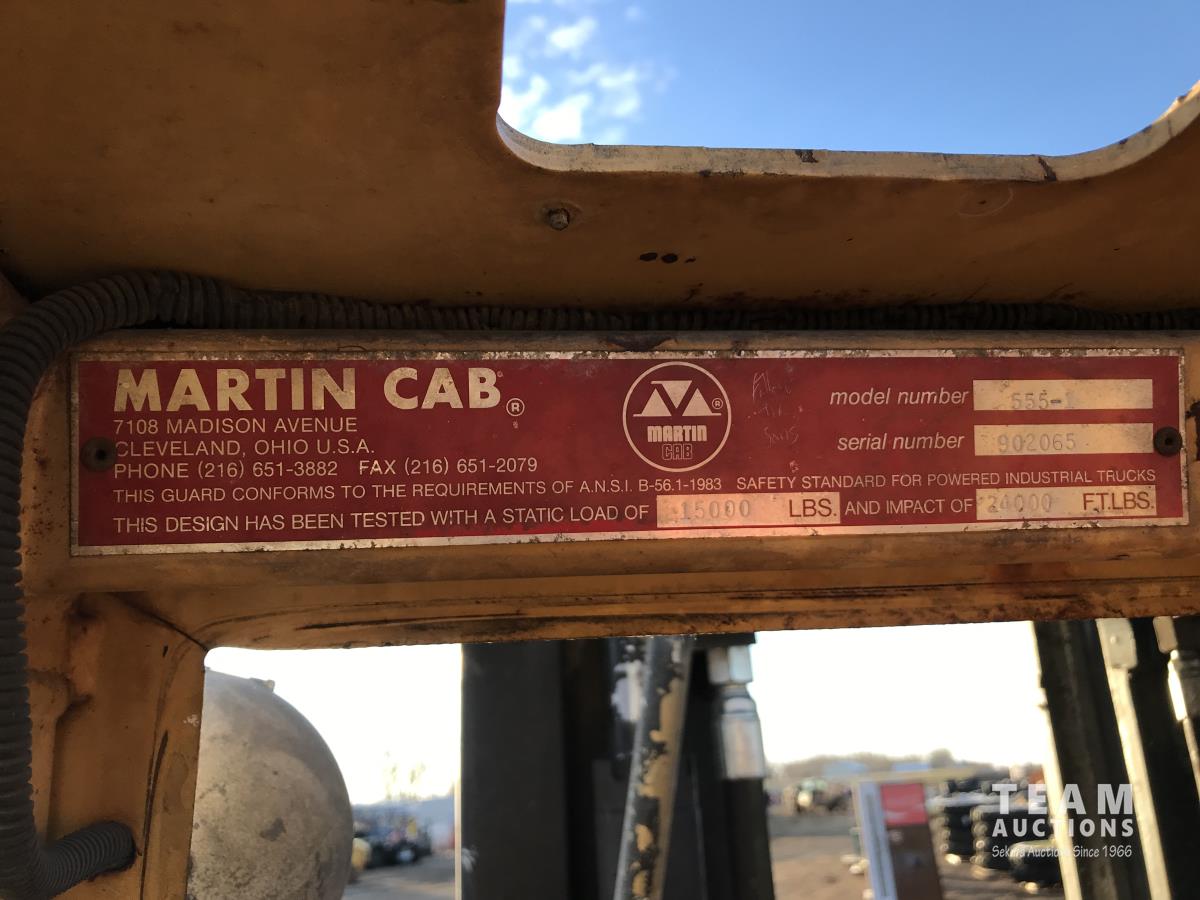 MARTIN CAB®
7108 MADISON AVENUE
CLEVELAND, OHIO U.S.A.
PHONE (216) 651-3882 FAX (216) 651-2079
MARTIN ®
CAB
model number 555-1
serial number 902065
THIS GUARD CONFORMS TO THE REQUIREMENTS OF A.N.S.I. B-56.1-1983 SAFETY STANDARD FOR POWERED INDUSTRIAL TRUCKS
THIS DESIGN HAS BEEN TESTED WITH A STATIC LOAD OF 15000 LBS. AND IMPACT OF 24000 F.T.LBS.
TEAM
AUCTIONS
Sekura Auctions Since 1966